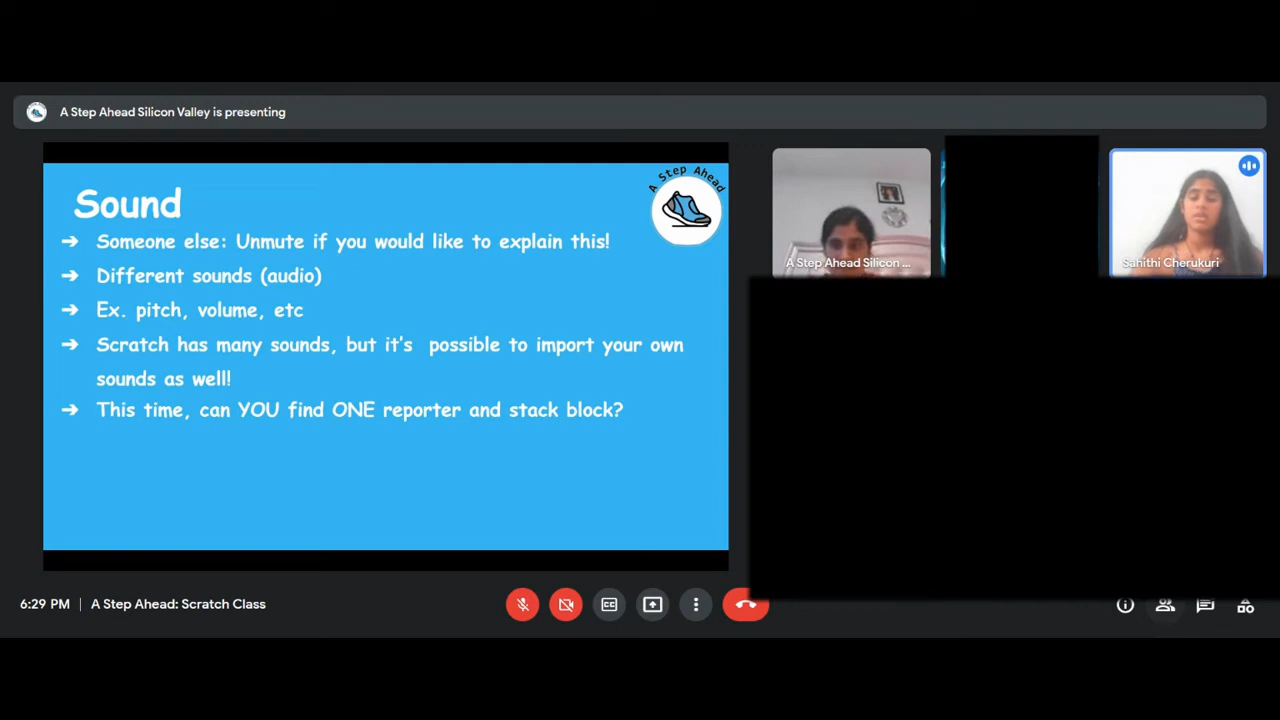 A Step Ahead Silicon Valley is presenting
Sound
A Step Ahead
➔ Someone else: Unmute if you would like to explain this!
➔ Different sounds (audio)
➔ Ex. pitch, volume, etc
➔ Scratch has many sounds, but it's possible to import your own
sounds as well!
➔ This time, can YOU find ONE reporter and stack block?
A Step Ahead Silicon ...
Sahithi Cherukuri
6:29 PM | A Step Ahead: Scratch Class
CC